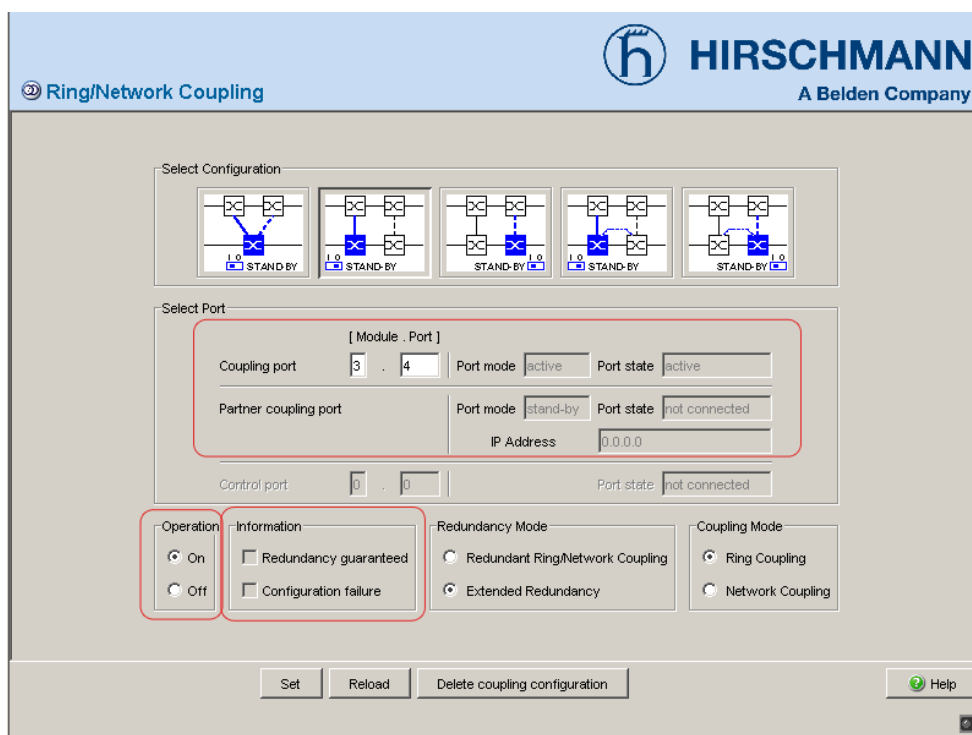 HIRSCHMANN
Ring/Network Coupling
A Belden Company
Select Configuration
I 0 STAND-BY
I 0 STAND-BY
I 0 STAND-BY
I 0 STAND-BY
I 0 STAND-BY
Select Port
[ Module . Port ]
Coupling port 3 . 4 Port mode active Port state active
Partner coupling port Port mode stand-by Port state not connected
IP Address 0.0.0.0
Control port 0 . 0 Port state not connected
Operation Information Redundancy Mode Coupling Mode
On Redundancy guaranteed Redundant Ring/Network Coupling Ring Coupling
Off Configuration failure Extended Redundancy Network Coupling
Set Reload Delete coupling configuration Help